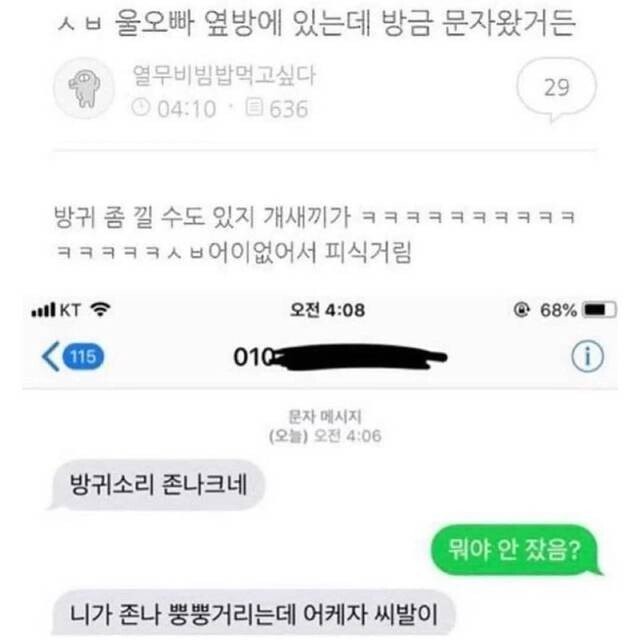 ㅅㅂ 울오빠 옆방에 있는데 방금 문자왔거든
열무비빔밥먹고싶다
29
04:10 · 636
방귀 좀 낄 수도 있지 개새끼가 ㅋㅋㅋㅋㅋㅋㅋㅋㅋㅋ
ㅋㅋㅋㅋㅋㅅㅂ어이없어서 피식거림
KT 오전 4:08 68%
115 010
문자 메시지
(오늘) 오전 4:06
방귀소리 존나크네
뭐야 안 잤음?
니가 존나 뿡뿡거리는데 어케자 씨발이